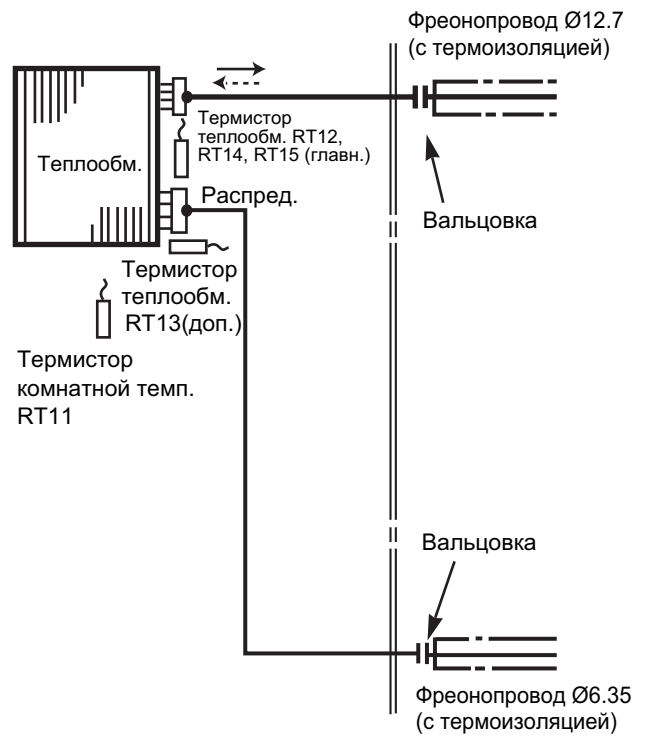 Фреонопровод Ø12.7
(с термоизоляцией)
Термистор
теплообм. RT12,
RT14, RT15 (главн.)
Теплообм.
Распред.
Вальцовка
Термистор
теплообм.
RT13(доп.)
Термистор
комнатной темп.
RT11
Вальцовка
Фреонопровод Ø6.35
(с термоизоляцией)